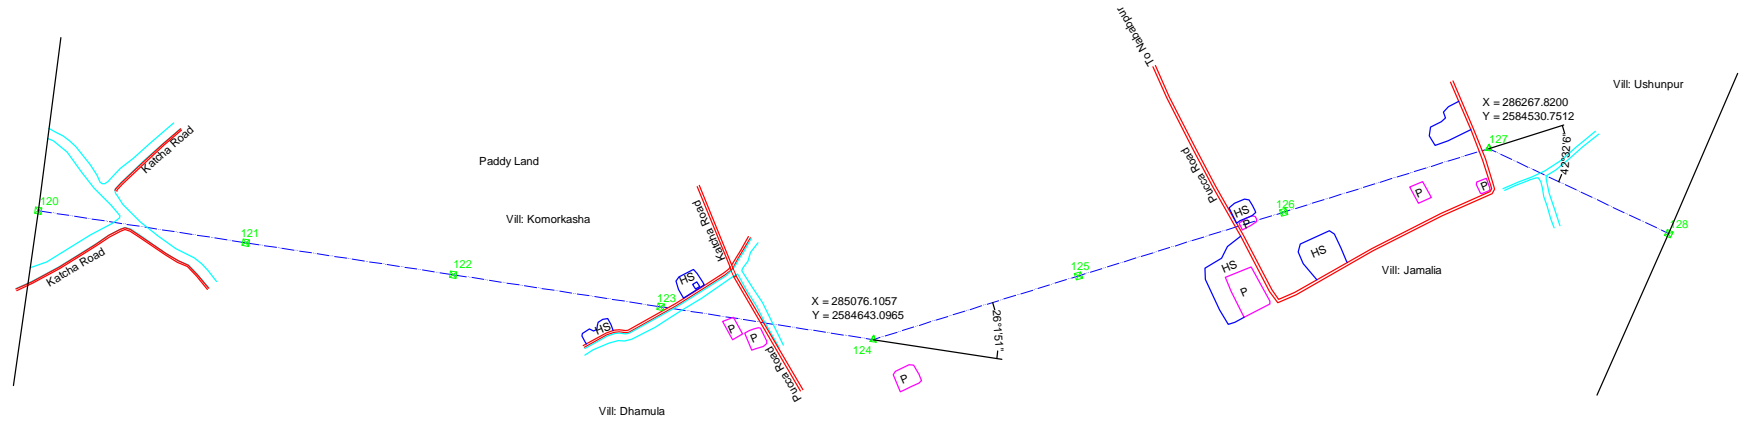 To Nababpur
Vill: Ushunpur
X = 286267.8200
Y = 2584530.7512
127
42°32'6"
Katcha Road
Paddy Land
Pucca Road
P
P
120
HS
P
126
Vill: Komorkasha
Katcha Road
128
121
Katcha Road
HS
HS
Vill: Jamalia
122
125
HS
P
123
X = 285076.1057
Y = 2584643.0965
26°1'51"
HS
P
P
124
Pucca Road
P
Vill: Dhamula